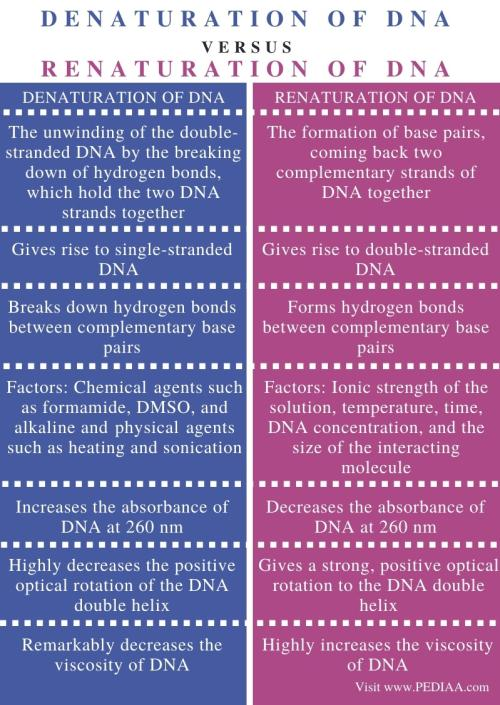 DENATURATION OF DNA
VERSUS
RENATURATION OF DNA
DENATURATION OF DNA
The unwinding of the double-
stranded DNA by the breaking
down of hydrogen bonds,
which hold the two DNA
strands together
Gives rise to single-stranded
DNA
Breaks down hydrogen bonds
between complementary base
pairs
Factors: Chemical agents such
as formamide, DMSO, and
alkaline and physical agents
such as heating and sonication
Increases the absorbance of
DNA at 260 nm
Highly decreases the positive
optical rotation of the DNA
double helix
Remarkably decreases the
viscosity of DNA
RENATURATION OF DNA
The formation of base pairs,
coming back two
complementary strands of
DNA together
Gives rise to double-stranded
DNA
Forms hydrogen bonds
between complementary base
pairs
Factors: Ionic strength of the
solution, temperature, time,
DNA concentration, and the
size of the interacting
molecule
Decreases the absorbance of
DNA at 260 nm
Gives a strong, positive optical
rotation to the DNA double
helix
Highly increases the viscosity
of DNA
Visit www.PEDIAA.com